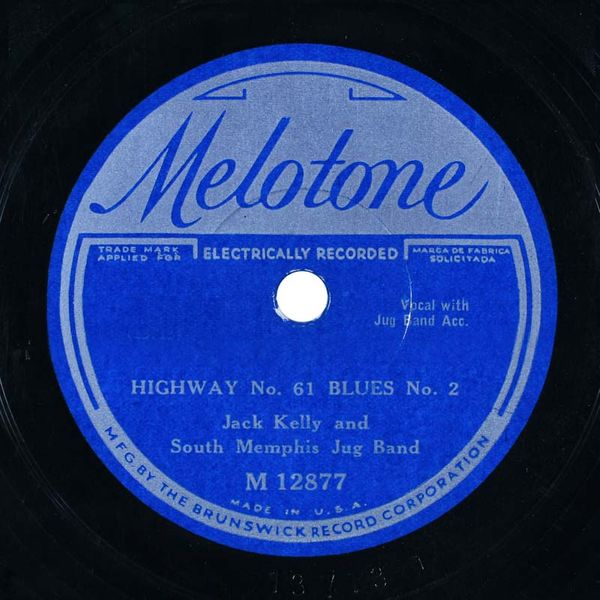 Melotone
TRADE MARK
APPLIED FOR
ELECTRICALLY RECORDED
MARCA DE FABRICA
SOLICITADA
Vocal with
Jug Band Acc.
HIGHWAY No. 61 BLUES No. 2
Jack Kelly and
South Memphis Jug Band
M 12877
MADE IN U.S.A.
MFG. BY THE BRUNSWICK RECORD CORPORATION